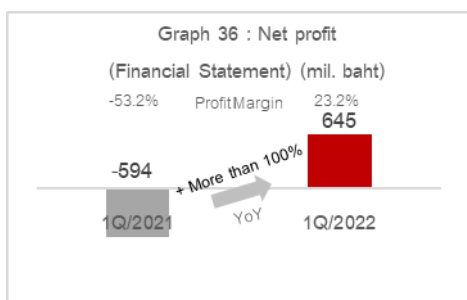 Graph 36 : Net profit
(Financial Statement) (mil. baht)
-53.2% ProfitMargin 23.2%
645
-594
+ More than 100%
YoY
1Q/2021 1Q/2022